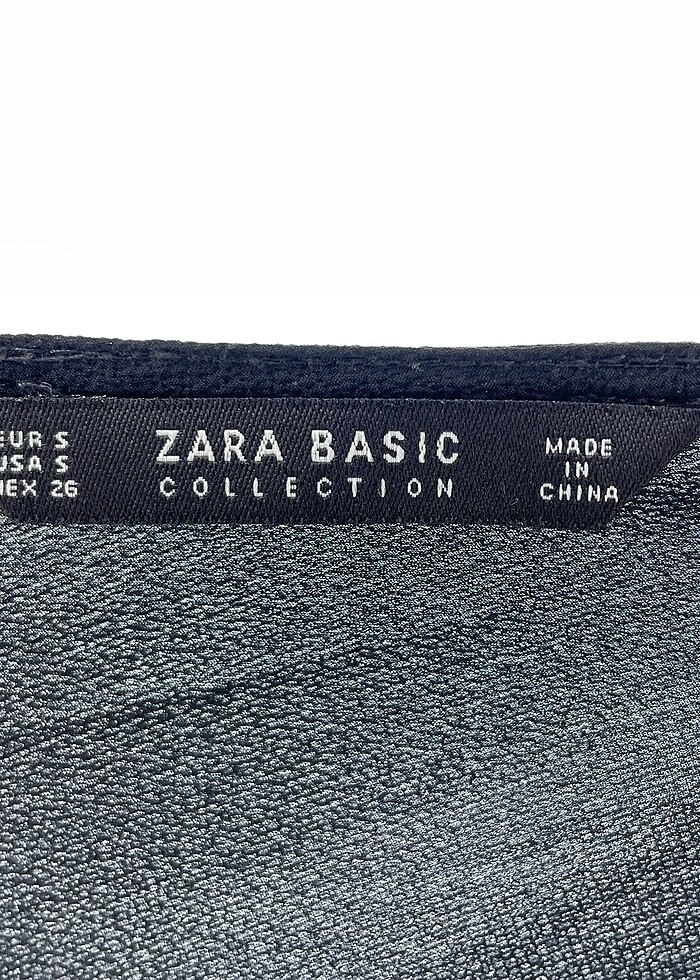 EUR S
USA S
MEX 26
ZARA BASIC
COLLECTION
MADE
IN
CHINA